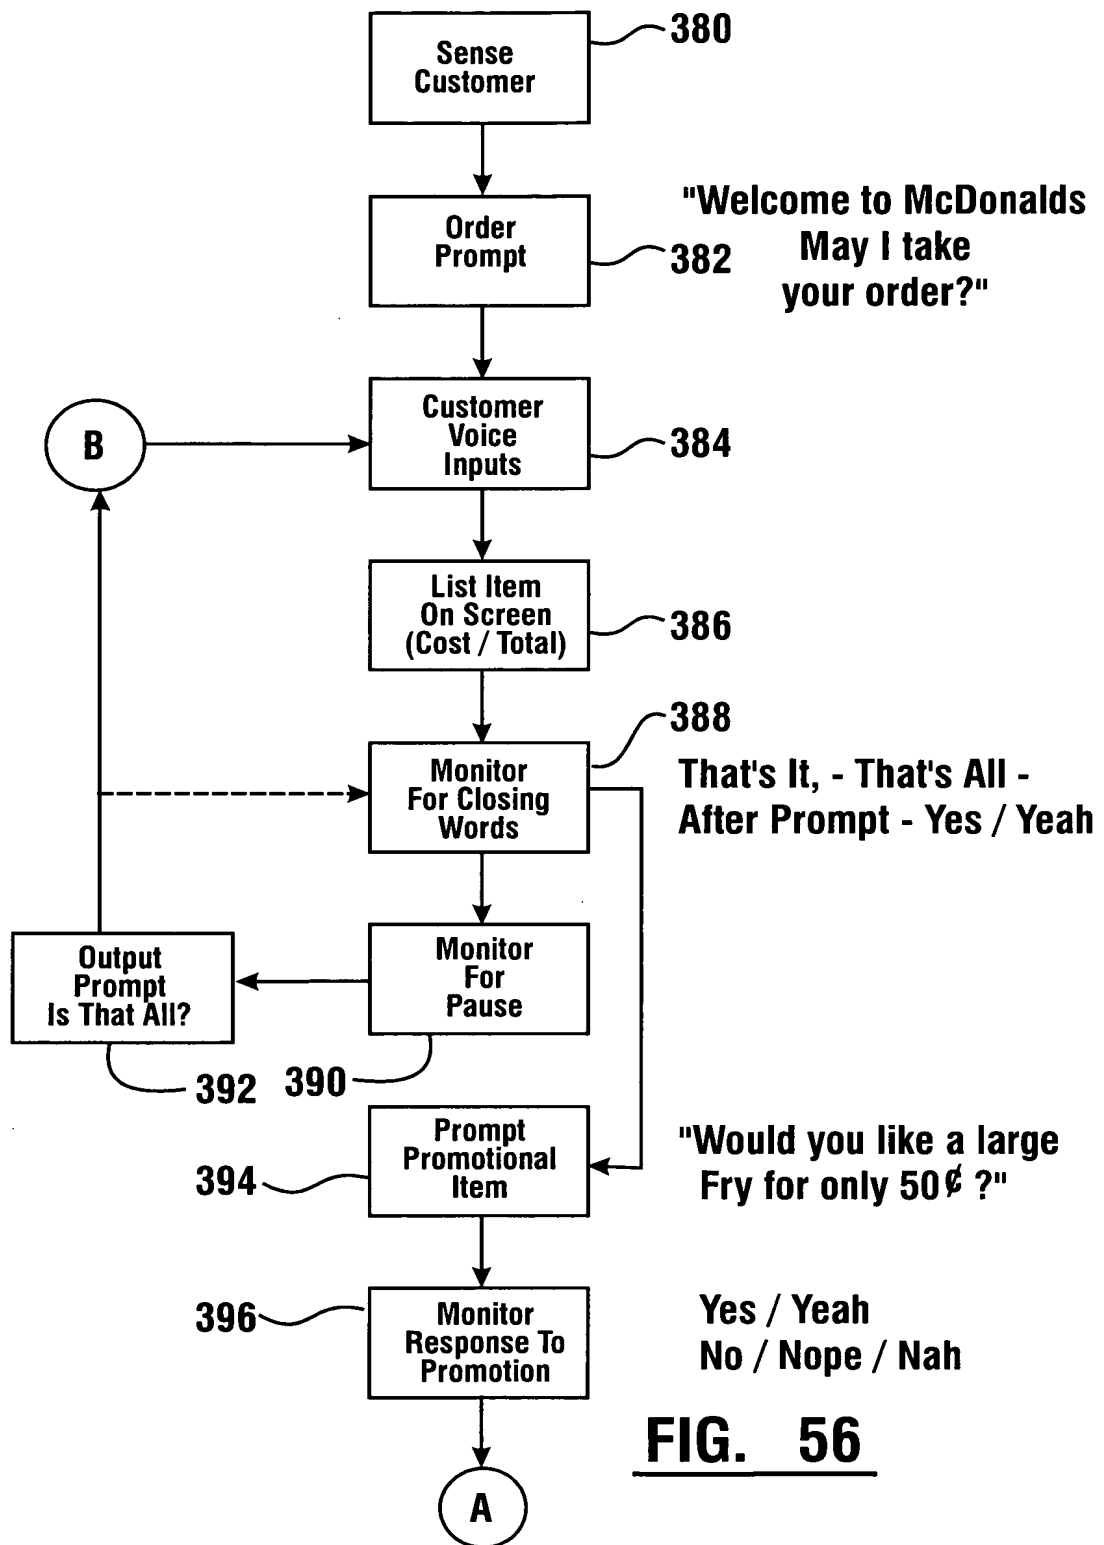 380
Sense
Customer
Order
Prompt
382
"Welcome to McDonalds
May I take
your order?"
B
Customer
Voice
Inputs
384
List Item
On Screen
(Cost / Total)
386
388
Monitor
For Closing
Words
That's It, - That's All -
After Prompt - Yes / Yeah
Output
Prompt
Is That All?
Monitor
For
Pause
392
390
Prompt
Promotional
Item
394
"Would you like a large
Fry for only 50¢ ?"
396
Monitor
Response To
Promotion
Yes / Yeah
No / Nope / Nah
FIG. 56
A